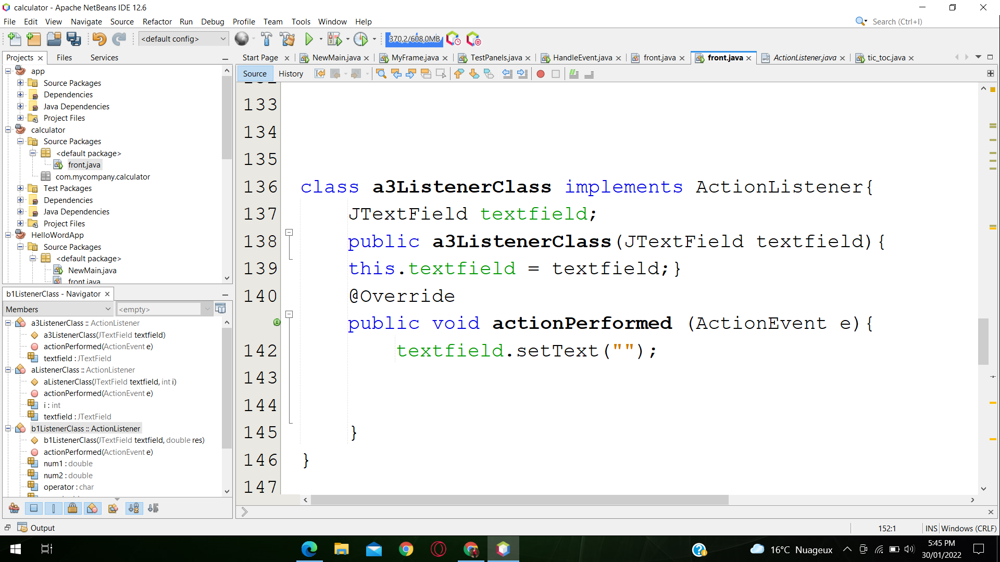 calculator - Apache NetBeans IDE 12.6
File Edit View Navigate Source Refactor Run Debug Profile Team Tools Window Help
Search (Ctrl+I)
<default config>
370,2/608,0MB
Projects Files Services
Start Page NewMain.java MyFrame.java TestPanels.java HandleEvent.java front.java front.java ActionListener.java tic_toc.java
Source History
app
Source Packages
Dependencies
Java Dependencies
Project Files
calculator
Source Packages
<default package>
front.java
com.mycompany.calculator
Test Packages
Dependencies
Java Dependencies
Project Files
HelloWordApp
Source Packages
<default package>
NewMain.java
front.java
b1ListenerClass - Navigator
Members
<empty>
a3ListenerClass :: ActionListener
a3ListenerClass(JTextField textfield)
actionPerformed(ActionEvent e)
textfield : JTextField
aListenerClass :: ActionListener
aListenerClass(JTextField textfield, int i)
actionPerformed(ActionEvent e)
i : int
textfield : JTextField
b1ListenerClass :: ActionListener
b1ListenerClass(JTextField textfield, double res)
actionPerformed(ActionEvent e)
num1 : double
num2 : double
operator : char
133
134
135
136 class a3ListenerClass implements ActionListener{
137 JTextField textfield;
138 public a3ListenerClass(JTextField textfield){
139 this.textfield = textfield;}
140 @Override
public void actionPerformed (ActionEvent e){
142 textfield.setText("");
143
144
145 }
146 }
147
Output
152:1 INS Windows (CRLF)
16°C Nuageux
5:45 PM
30/01/2022